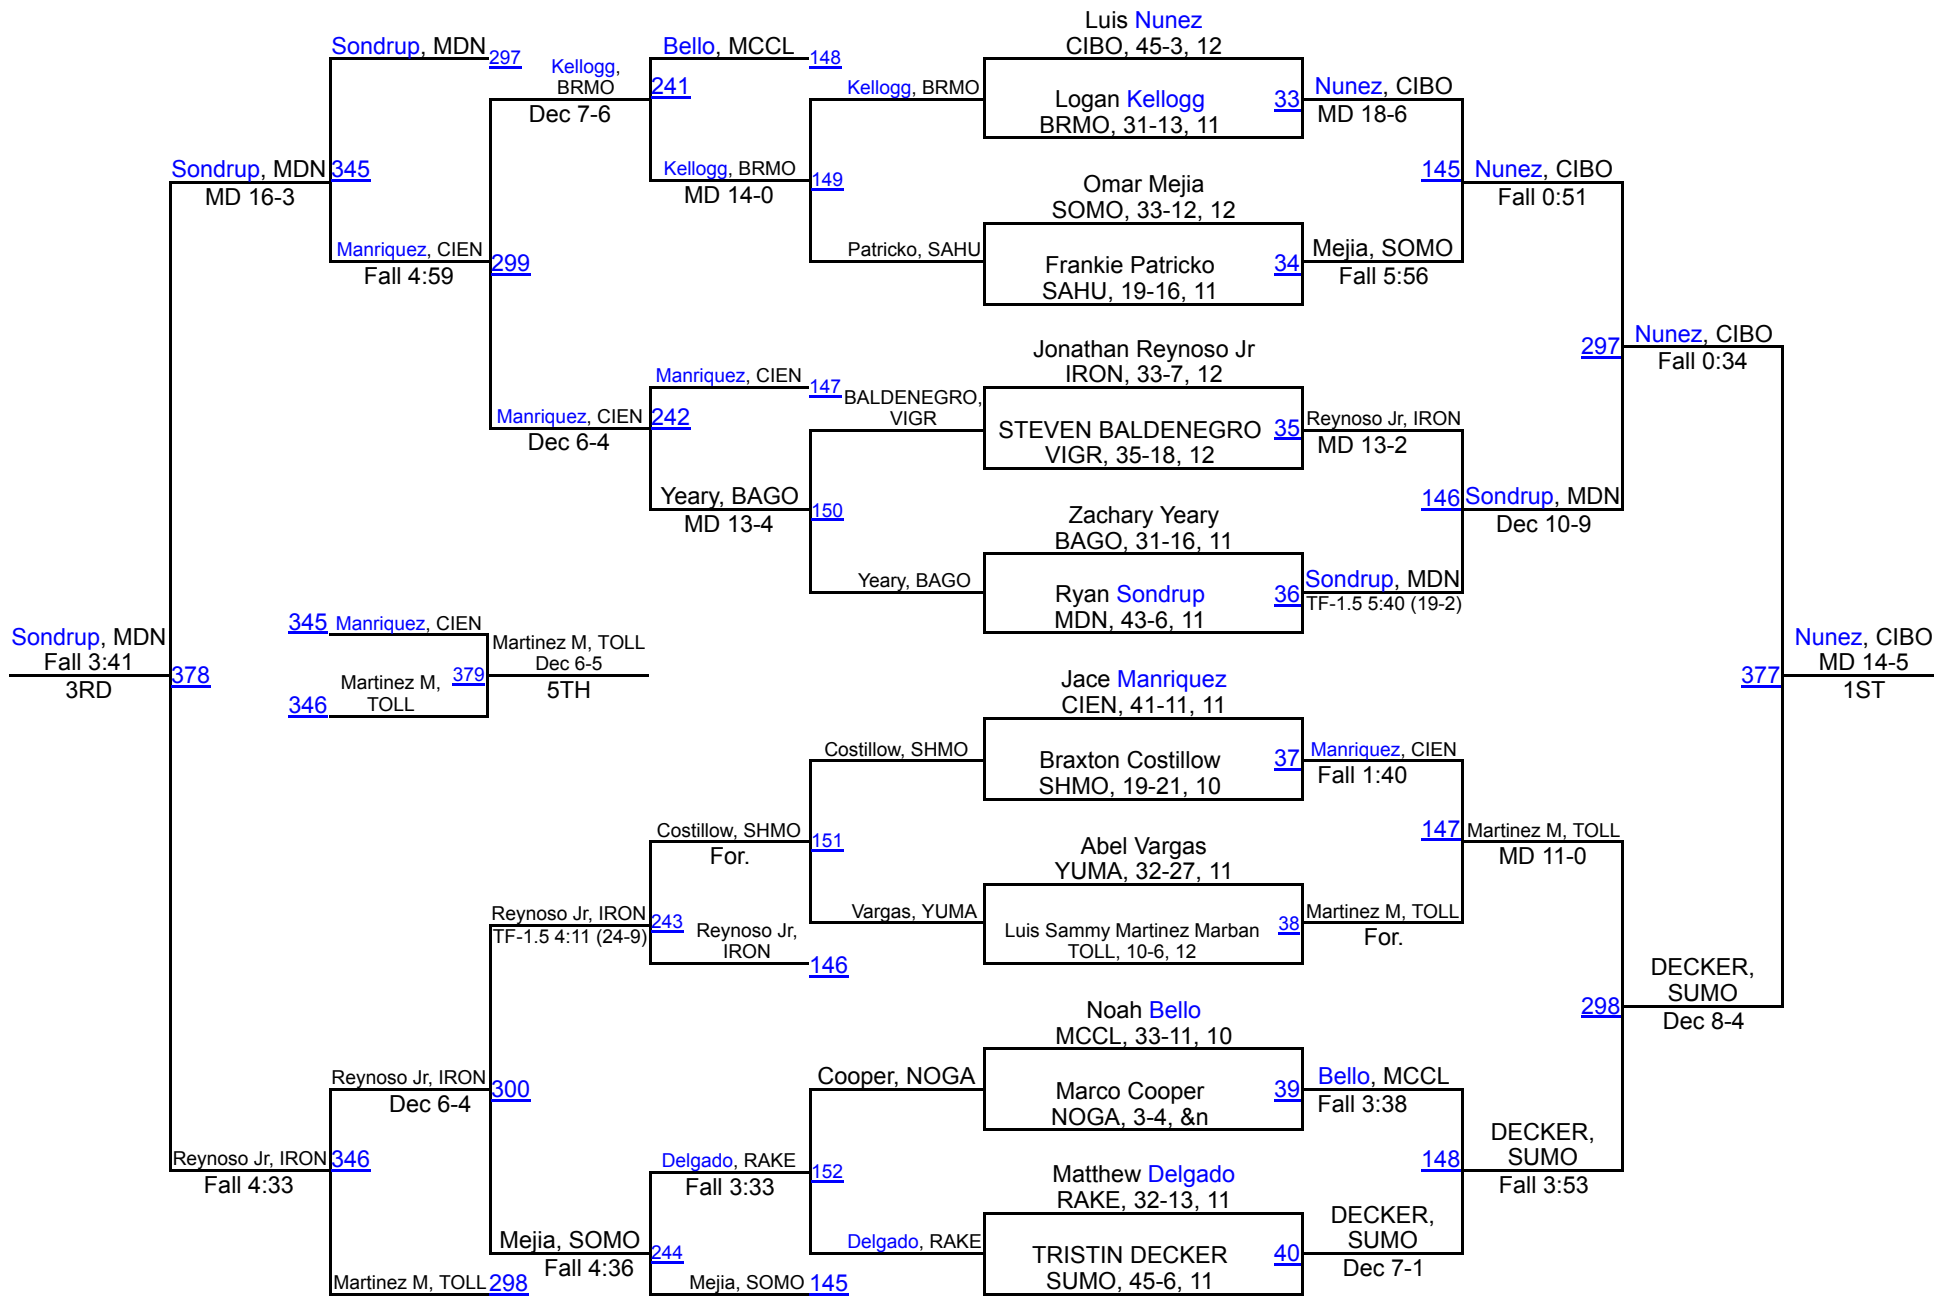 Luis Nunez
CIBO, 45-3, 12
Sondrup, MDN
297
Kellogg,
BRMO
241
Dec 7-6
Bello, MCCL
148
Kellogg, BRMO
Logan Kellogg
BRMO, 31-13, 11
33
Nunez, CIBO
MD 18-6
Sondrup, MDN
345
MD 16-3
Kellogg, BRMO
149
MD 14-0
Omar Mejia
SOMO, 33-12, 12
145
Nunez, CIBO
Fall 0:51
Manriquez, CIEN
299
Fall 4:59
Patricko, SAHU
Frankie Patricko
SAHU, 19-16, 11
34
Mejia, SOMO
Fall 5:56
Jonathan Reynoso Jr
IRON, 33-7, 12
297
Nunez, CIBO
Fall 0:34
Manriquez, CIEN
147
BALDENEGRO,
VIGR
Manriquez, CIEN
242
Dec 6-4
STEVEN BALDENEGRO
VIGR, 35-18, 12
35
Reynoso Jr, IRON
MD 13-2
Yeary, BAGO
150
MD 13-4
Zachary Yeary
BAGO, 31-16, 11
146
Sondrup, MDN
Dec 10-9
Yeary, BAGO
Ryan Sondrup
MDN, 43-6, 11
36
Sondrup, MDN
TF-1.5 5:40 (19-2)
Sondrup, MDN
Fall 3:41
378
3RD
345
Manriquez, CIEN
Martinez M,
TOLL
346
379
Martinez M, TOLL
Dec 6-5
5TH
377
Nunez, CIBO
MD 14-5
1ST
Jace Manriquez
CIEN, 41-11, 11
Costillow, SHMO
Braxton Costillow
SHMO, 19-21, 10
37
Manriquez, CIEN
Fall 1:40
Costillow, SHMO
151
For.
Abel Vargas
YUMA, 32-27, 11
147
Martinez M, TOLL
MD 11-0
Reynoso Jr, IRON
243
TF-1.5 4:11 (24-9)
Reynoso Jr,
IRON
146
Vargas, YUMA
Luis Sammy Martinez Marban
TOLL, 10-6, 12
38
Martinez M, TOLL
For.
Noah Bello
MCCL, 33-11, 10
298
DECKER,
SUMO
Dec 8-4
Reynoso Jr, IRON
300
Dec 6-4
Cooper, NOGA
Marco Cooper
NOGA, 3-4, &n
39
Bello, MCCL
Fall 3:38
Reynoso Jr, IRON
346
Fall 4:33
Delgado, RAKE
152
Fall 3:33
Matthew Delgado
RAKE, 32-13, 11
148
DECKER,
SUMO
Fall 3:53
Mejia, SOMO
244
Fall 4:36
Delgado, RAKE
TRISTIN DECKER
SUMO, 45-6, 11
40
DECKER,
SUMO
Dec 7-1
Martinez M, TOLL
298
Mejia, SOMO
145